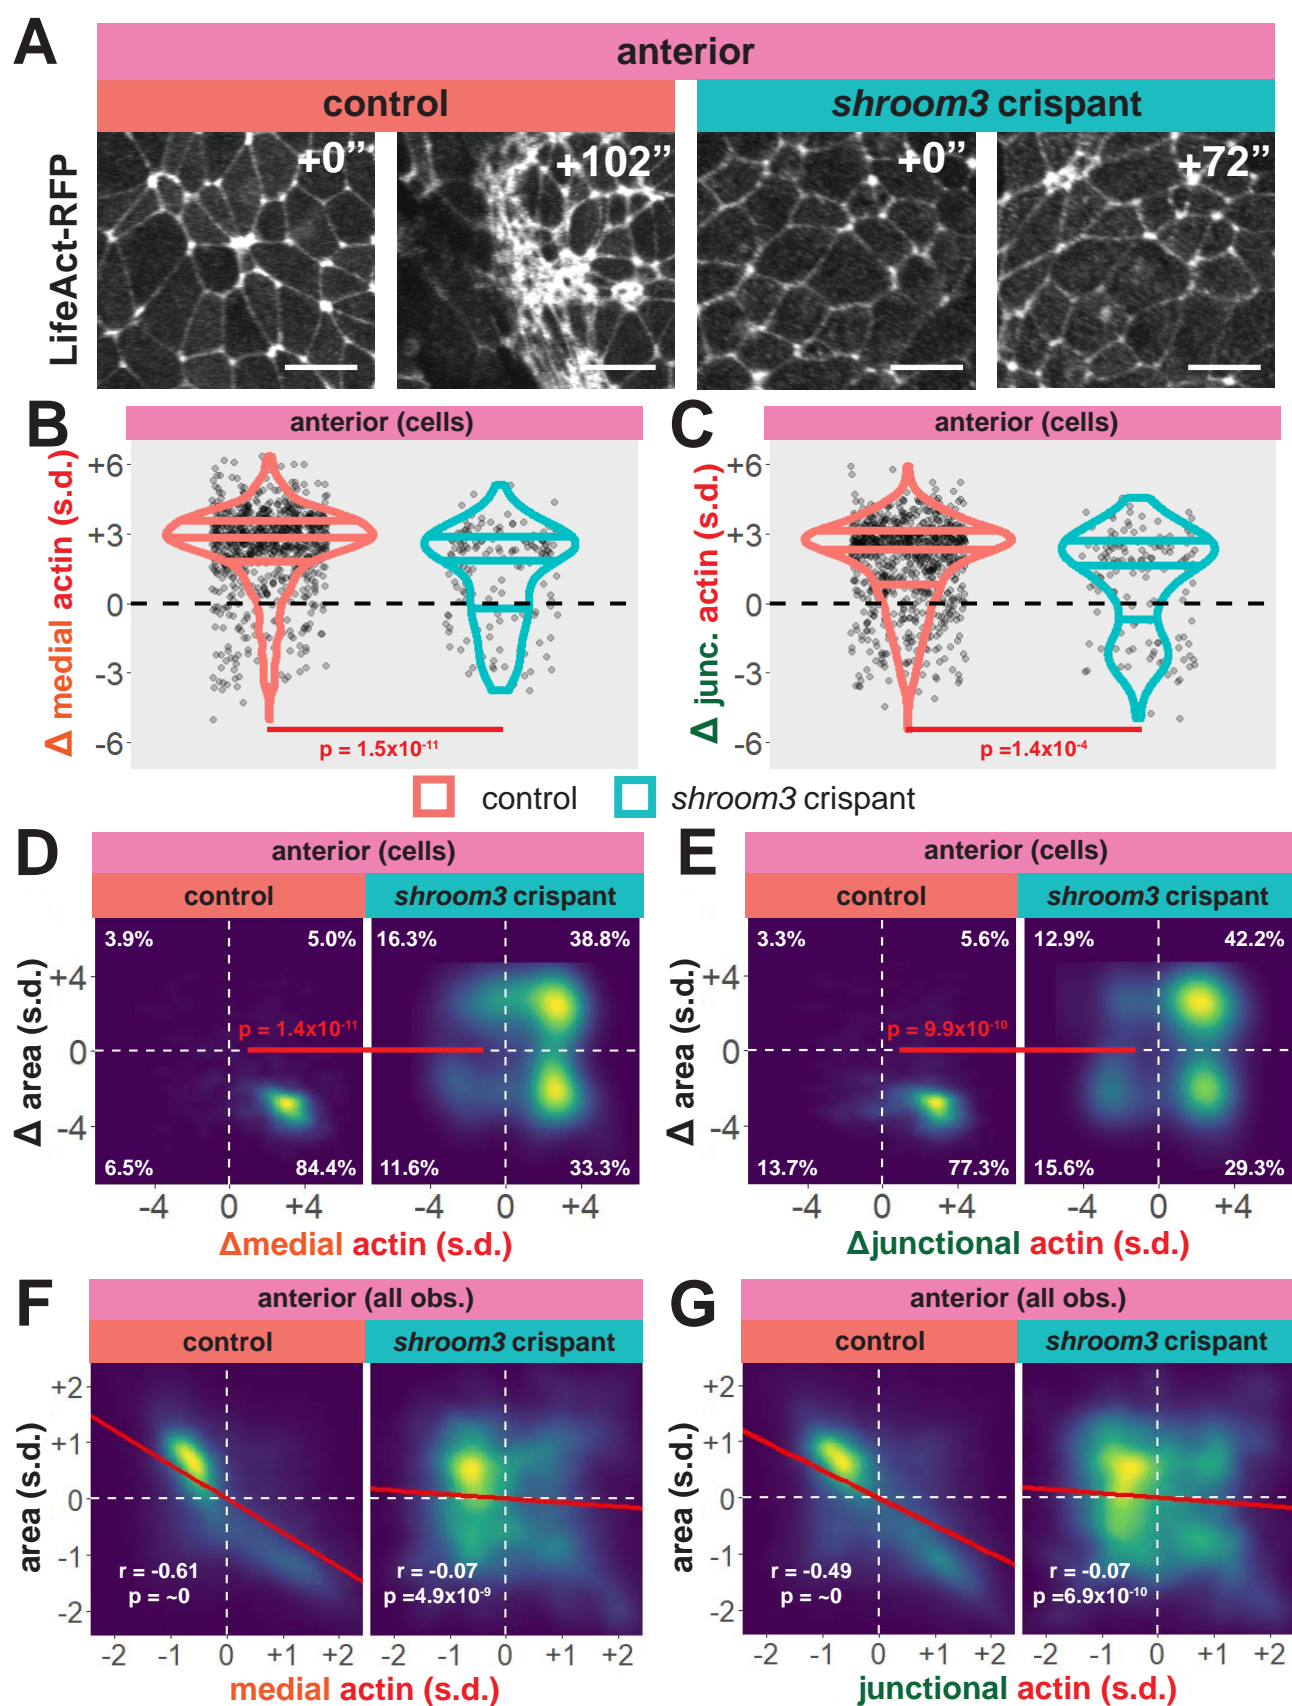 A
anterior
control
shroom3 crispant
LifeAct-RFP
+0”
+102”
+0”
+72”
B
anterior (cells)
Δ medial actin (s.d.)
+6
+3
0
-3
-6
p = 1.5x10⁻¹¹
C
anterior (cells)
Δ junc. actin (s.d.)
+6
+3
0
-3
-6
p =1.4x10⁻⁴
control
shroom3 crispant
D
anterior (cells)
control
shroom3 crispant
Δ area (s.d.)
+4
0
-4
3.9%
5.0%
16.3%
38.8%
p = 1.4x10⁻¹¹
6.5%
84.4%
11.6%
33.3%
-4
0
+4
-4
0
+4
Δmedial actin (s.d.)
E
anterior (cells)
control
shroom3 crispant
Δ area (s.d.)
+4
0
-4
3.3%
5.6%
12.9%
42.2%
p = 9.9x10⁻¹⁰
13.7%
77.3%
15.6%
29.3%
-4
0
+4
-4
0
+4
Δjunctional actin (s.d.)
F
anterior (all obs.)
control
shroom3 crispant
area (s.d.)
+2
+1
0
-1
-2
r = -0.61
p = ~0
r = -0.07
p =4.9x10⁻⁹
-2
-1
0
+1
+2
-2
-1
0
+1
+2
medial actin (s.d.)
G
anterior (all obs.)
control
shroom3 crispant
area (s.d.)
+2
+1
0
-1
-2
r = -0.49
p = ~0
r = -0.07
p =6.9x10⁻¹⁰
-2
-1
0
+1
+2
-2
-1
0
+1
+2
junctional actin (s.d.)